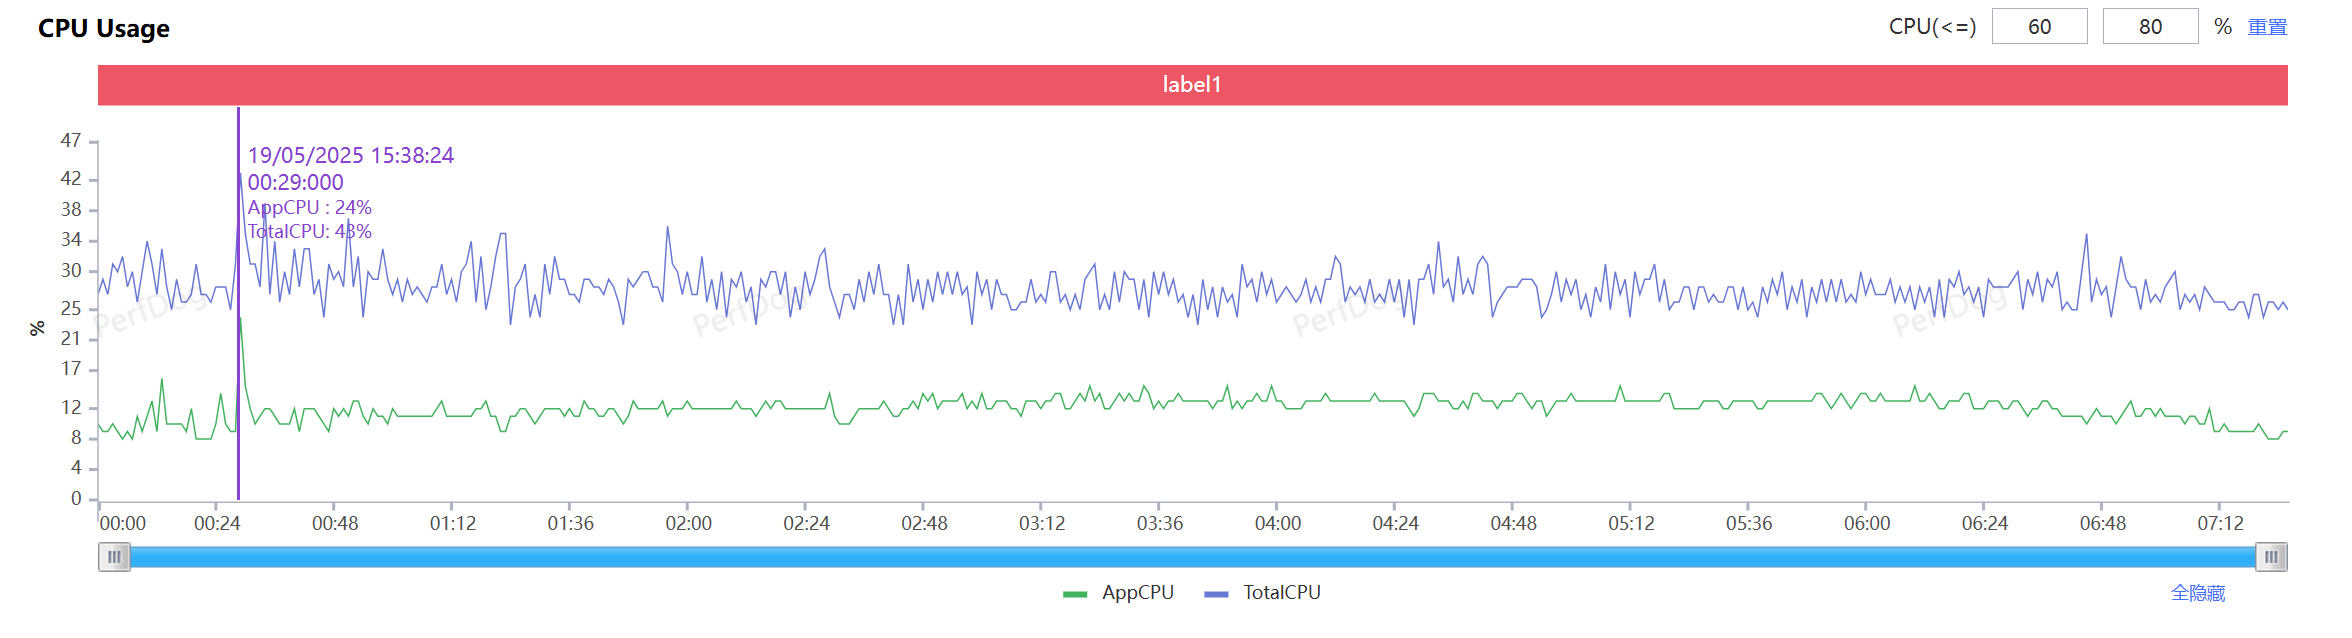 CPU Usage
CPU(<=) 60 80 % 重置
label1
47
42
38
34
30
25
21
17
12
8
4
0
%
19/05/2025 15:38:24
00:29:000
AppCPU : 24%
TotalCPU: 43%
PerfDog PerfDog PerfDog PerfDog
00:00 00:24 00:48 01:12 01:36 02:00 02:24 02:48 03:12 03:36 04:00 04:24 04:48 05:12 05:36 06:00 06:24 06:48 07:12
AppCPU TotalCPU
全隐藏